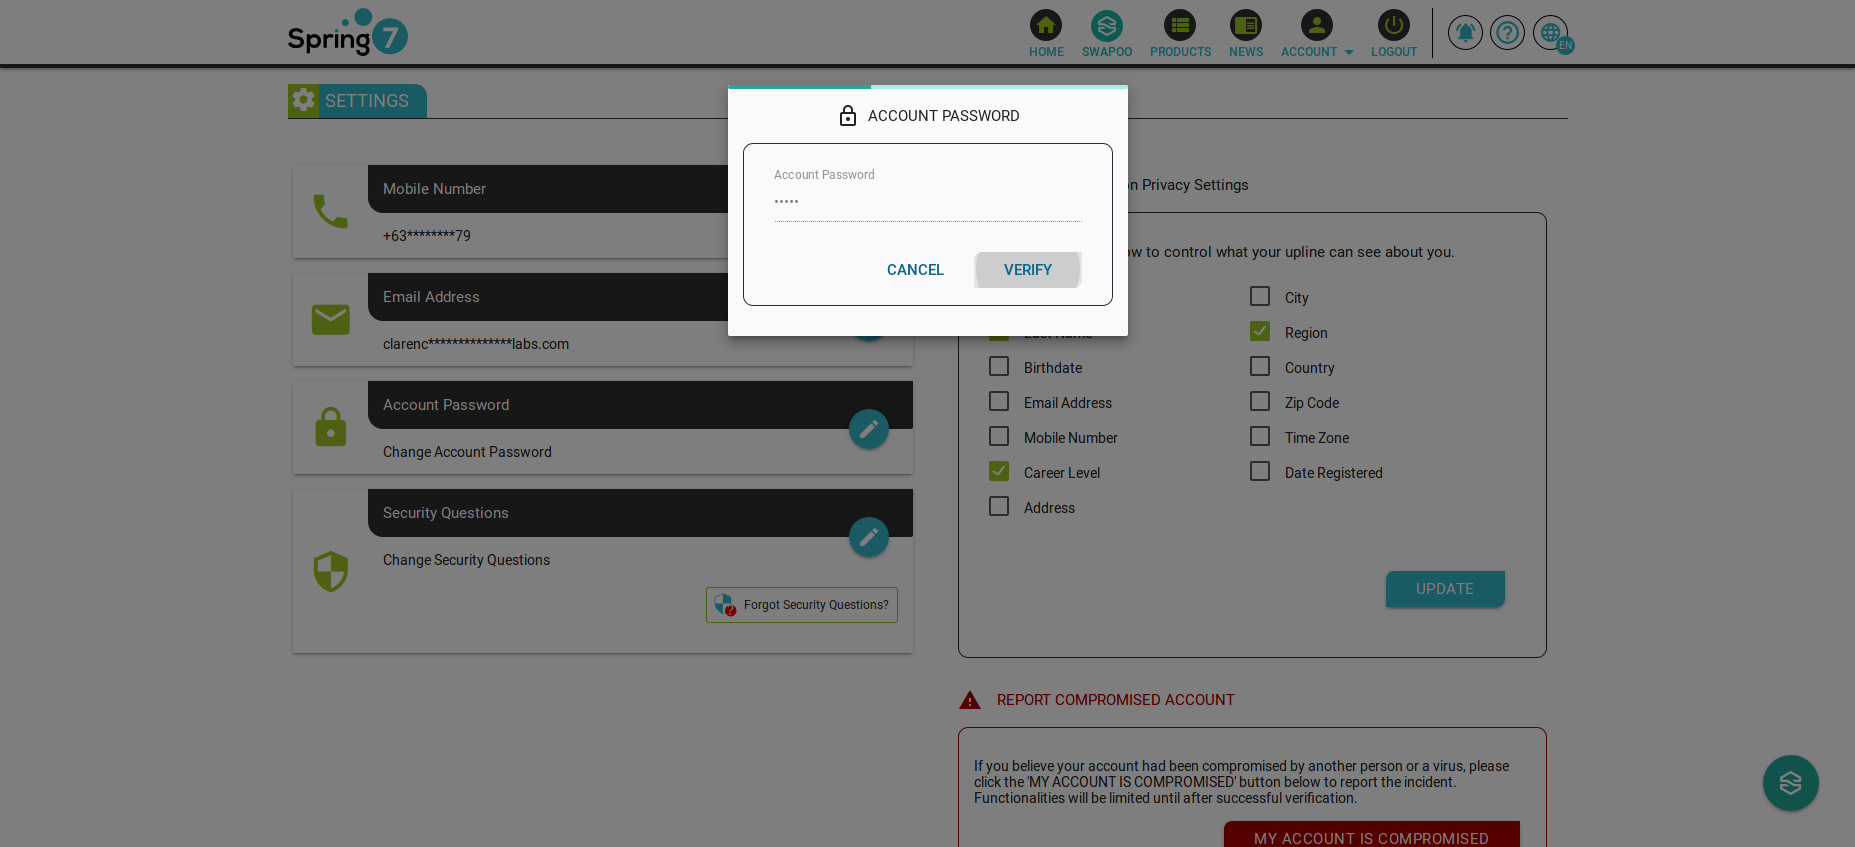 Spring 7
HOME
SWAPOO
PRODUCTS
NEWS
ACCOUNT
LOGOUT
EN
SETTINGS
ACCOUNT PASSWORD
Account Password
•••••
CANCEL
VERIFY
Mobile Number
+63********79
Email Address
clarenc**************labs.com
Account Password
Change Account Password
Security Questions
Change Security Questions
Forgot Security Questions?
on Privacy Settings
to control what your upline can see about you.
City
Region
Birthdate
Country
Email Address
Zip Code
Mobile Number
Time Zone
Career Level
Date Registered
Address
UPDATE
REPORT COMPROMISED ACCOUNT
If you believe your account had been compromised by another person or a virus, please
click the 'MY ACCOUNT IS COMPROMISED' button below to report the incident.
Functionalities will be limited until after successful verification.
MY ACCOUNT IS COMPROMISED